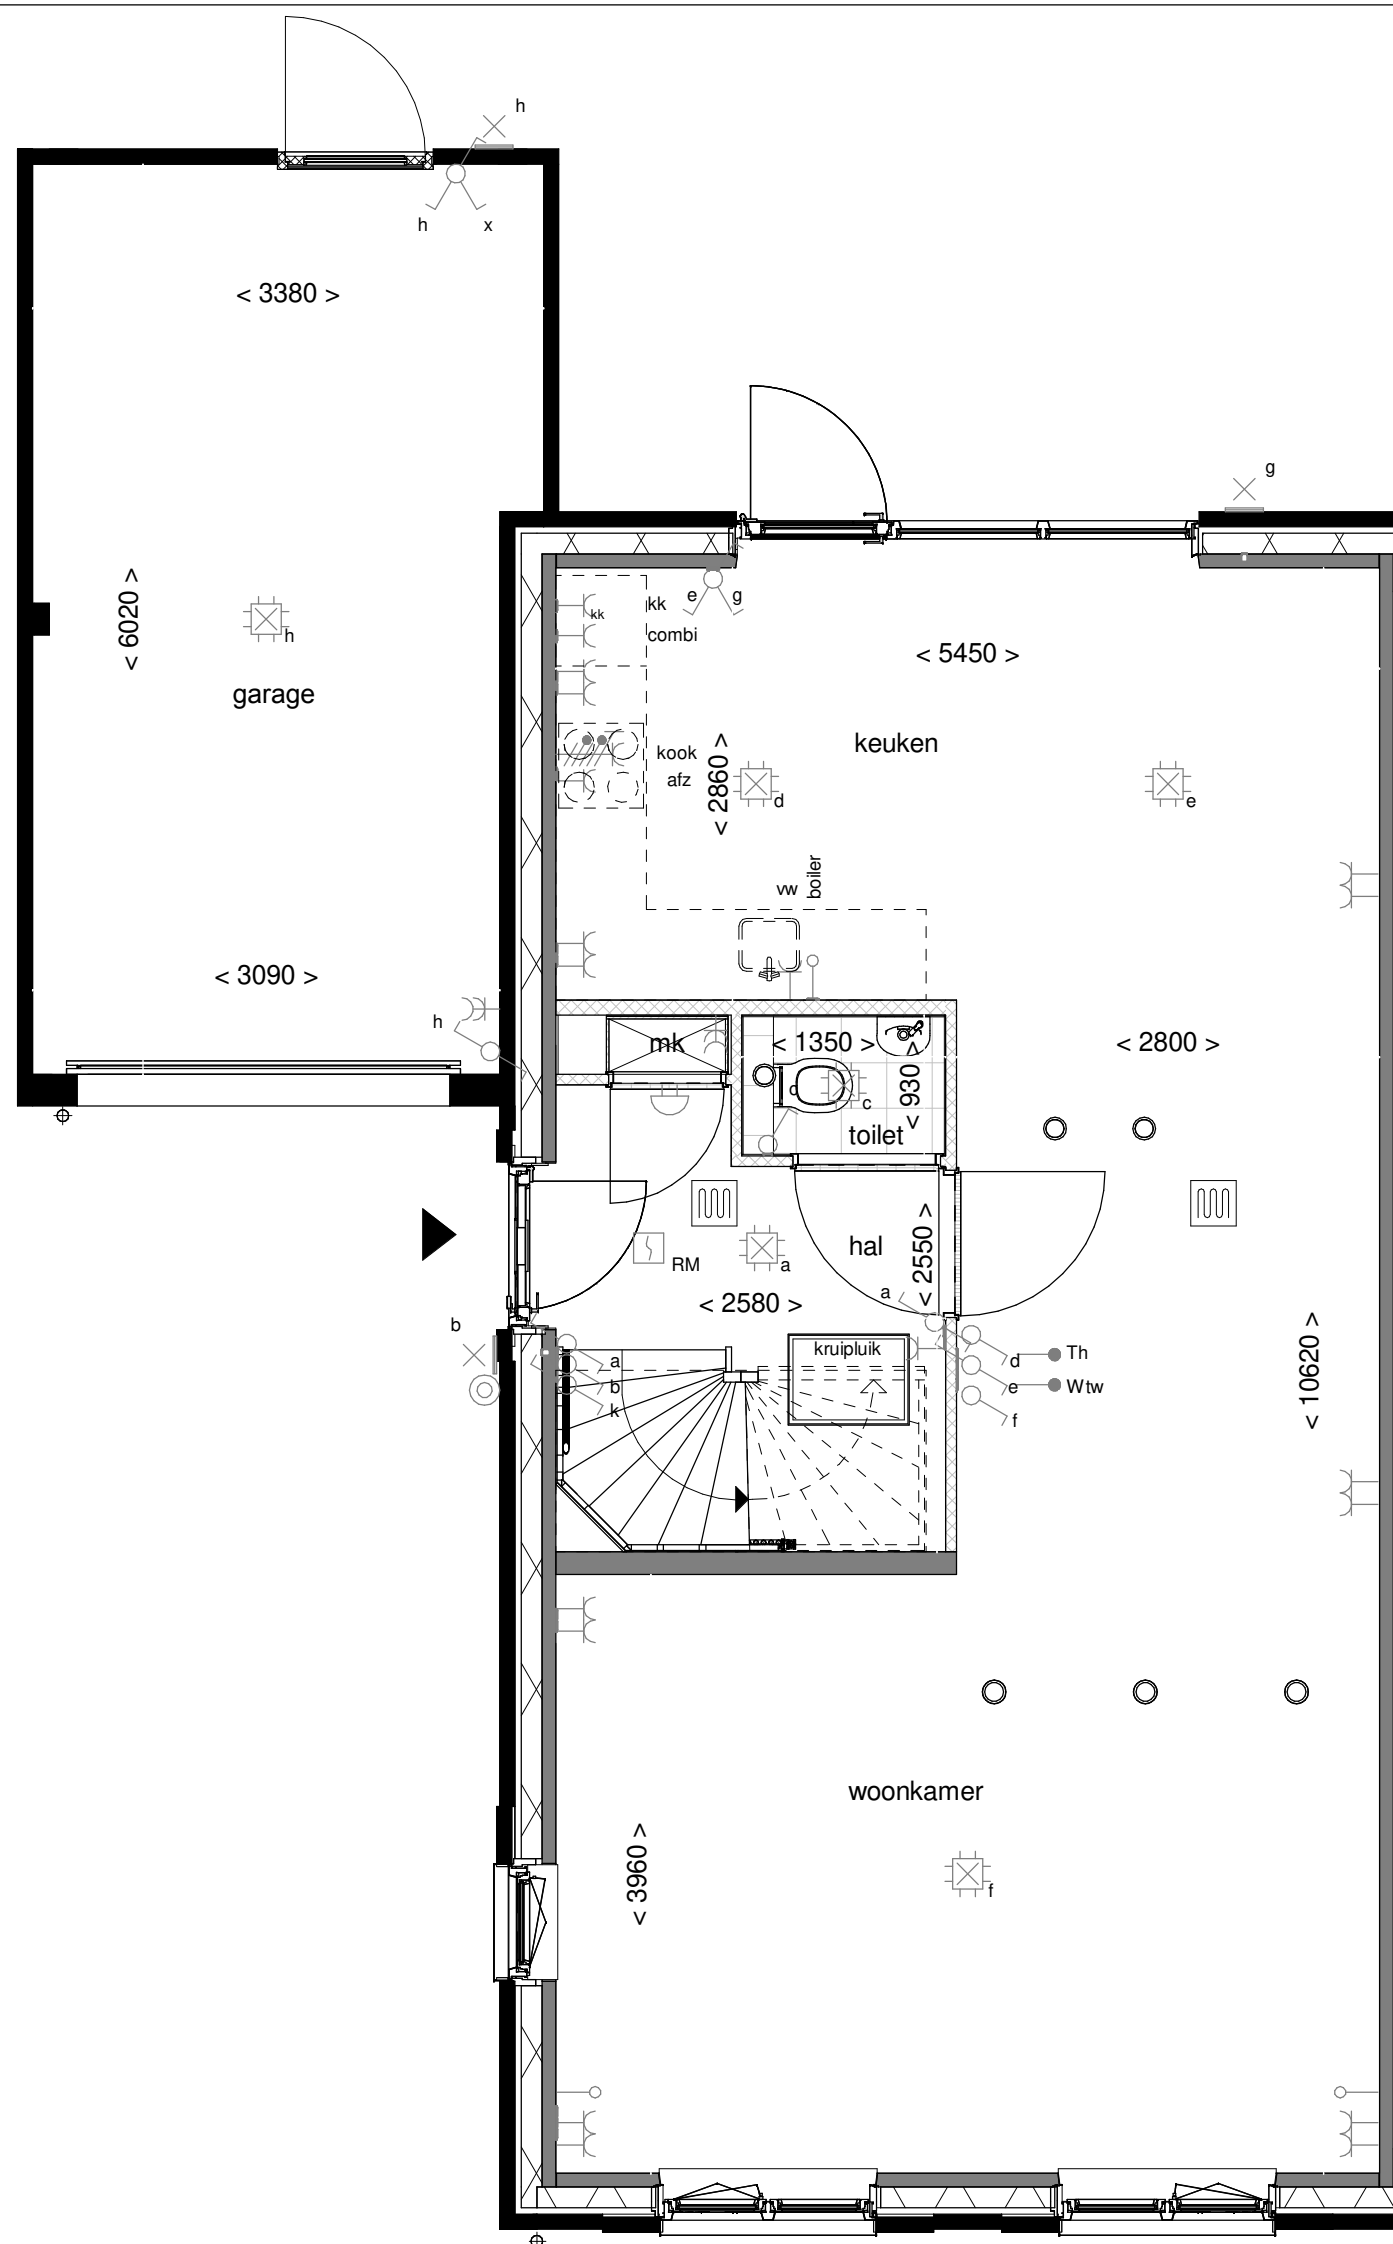 h
h x
< 3380 >
g
e g
kk kk
combi
< 6020 >
h
< 5450 >
garage
keuken
kook
afz
< 2860 >
d
e
vw boiler
< 3090 >
h
mk
< 1350 >
< 930 >
< 2800 >
c
toilet
hal
< 2550 >
RM
a
a
< 2580 >
b
kruipluik
a
b
k
d
Th
e
Wtw
f
< 10620 >
woonkamer
< 3960 >
f